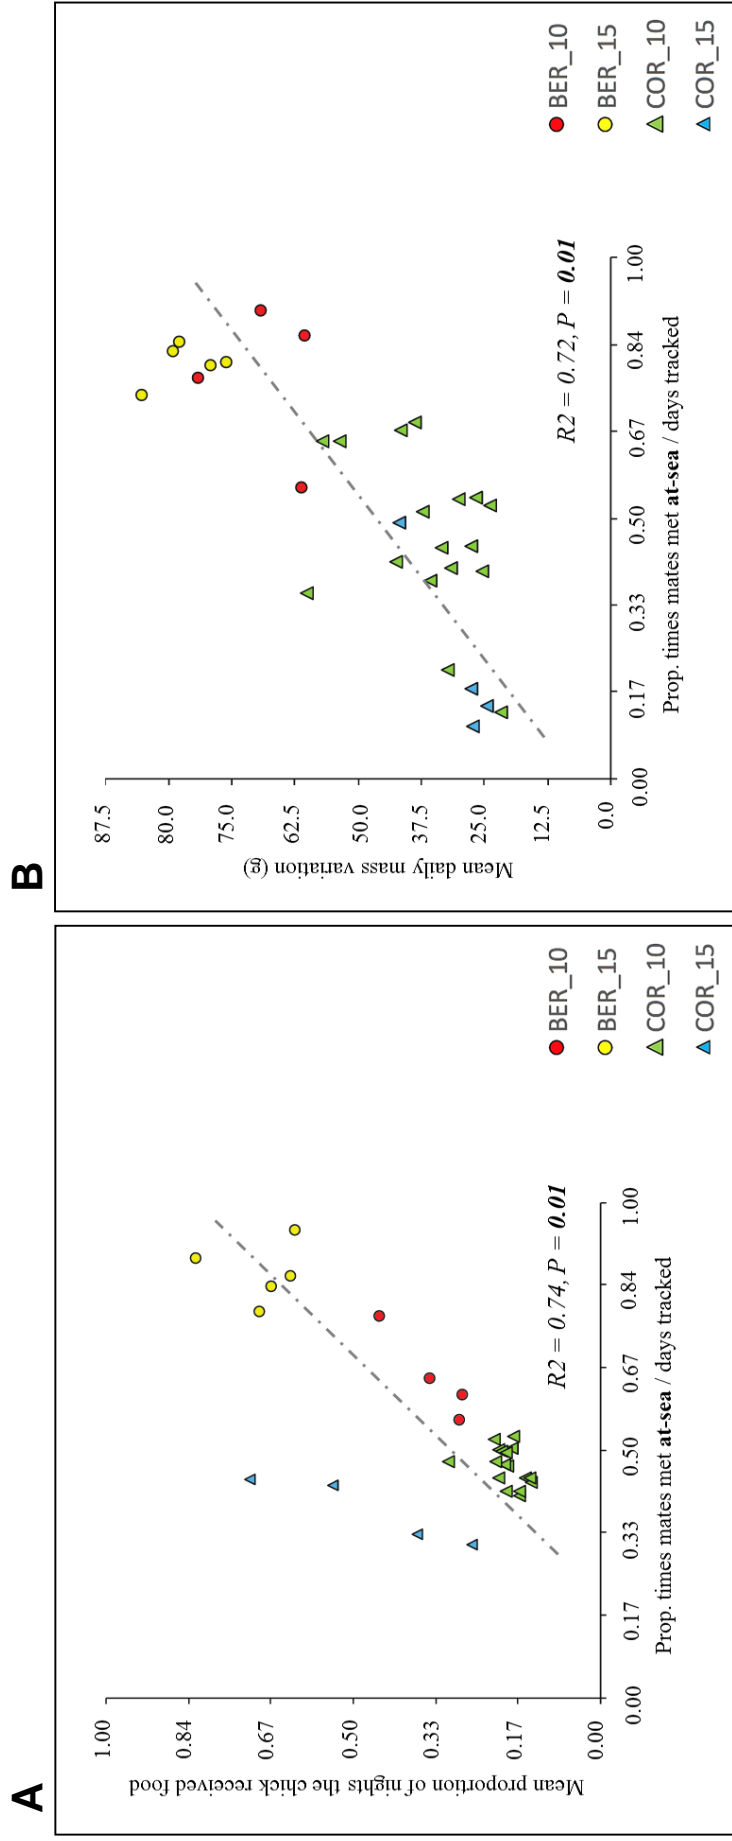 A
1.00
0.84
0.67
0.50
0.33
0.17
0.00
Mean proportion of nights the chick received food
0.00
0.17
0.33
0.50
0.67
0.84
1.00
Prop. times mates met at-sea / days tracked
R2 = 0.74, P = 0.01
BER_10
BER_15
COR_10
COR_15
B
87.5
80.0
75.0
62.5
50.0
37.5
25.0
12.5
0.0
Mean daily mass variation (g)
0.00
0.17
0.33
0.50
0.67
0.84
1.00
Prop. times mates met at-sea / days tracked
R2 = 0.72, P = 0.01
BER_10
BER_15
COR_10
COR_15